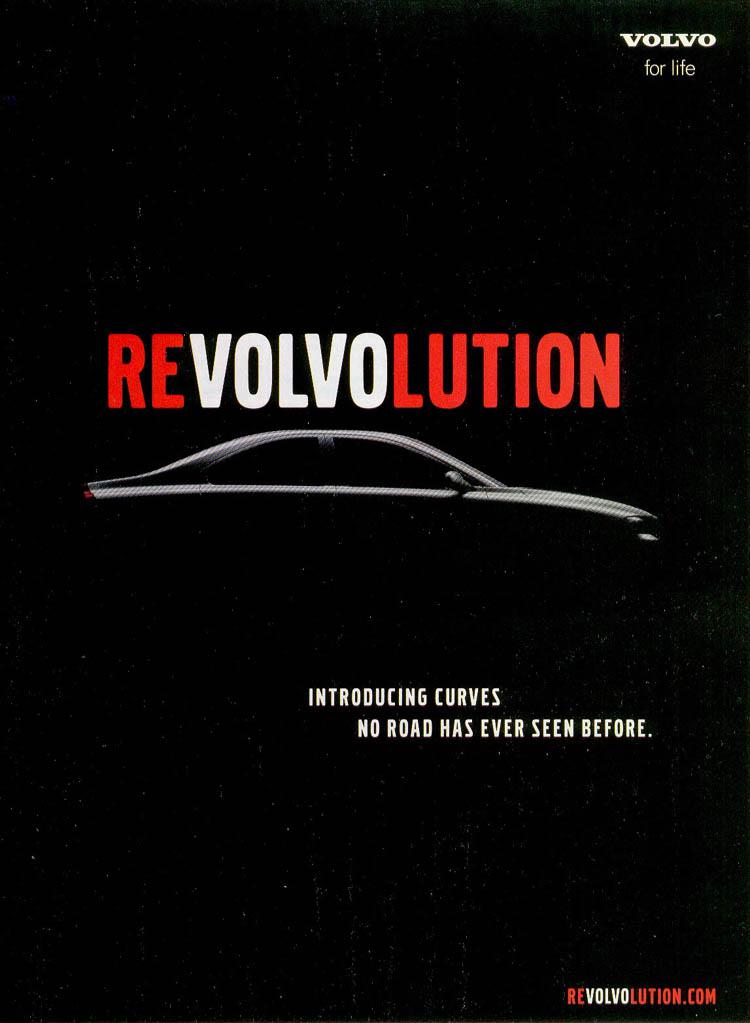 VOLVO
for life
REVOLVOLUTION
INTRODUCING CURVES
NO ROAD HAS EVER SEEN BEFORE.
REVOLVOLUTION.COM